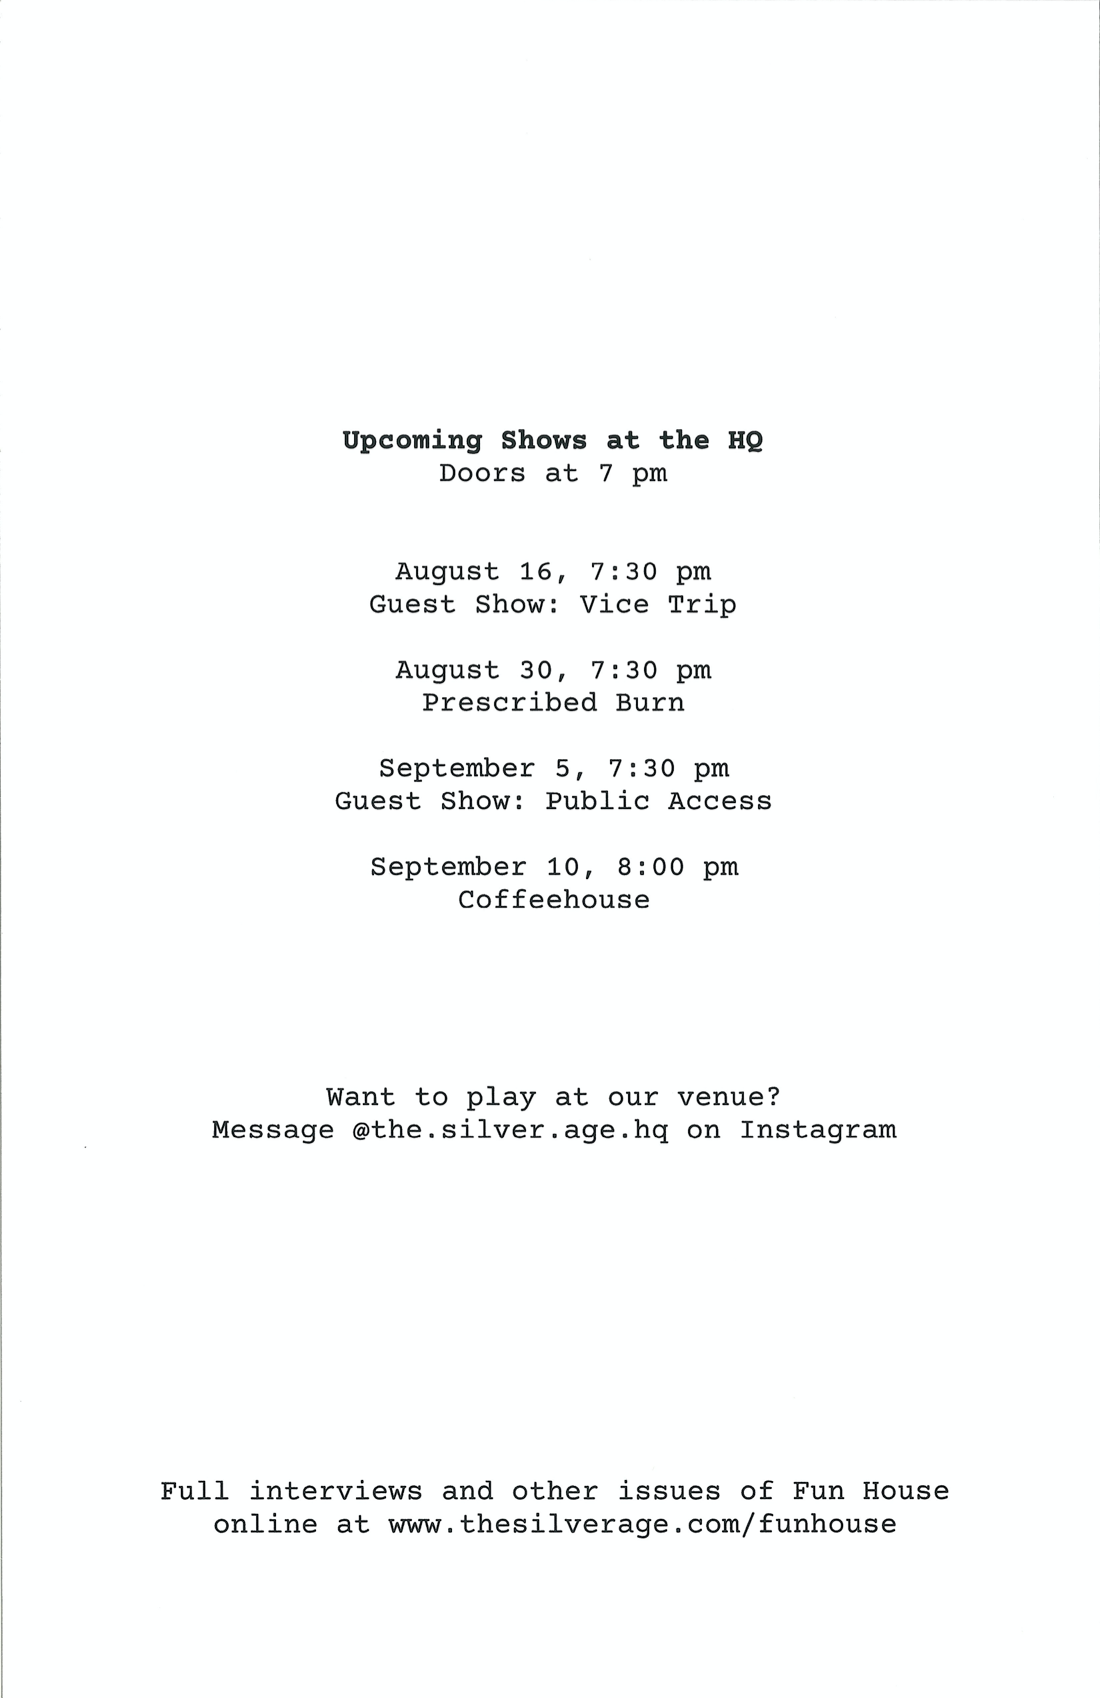 Upcoming Shows at the HQ
Doors at 7 pm
August 16, 7:30 pm
Guest Show: Vice Trip
August 30, 7:30 pm
Prescribed Burn
September 5, 7:30 pm
Guest Show: Public Access
September 10, 8:00 pm
Coffeehouse
Want to play at our venue?
Message @the.silver.age.hq on Instagram
Full interviews and other issues of Fun House
online at www.thesilverage.com/funhouse